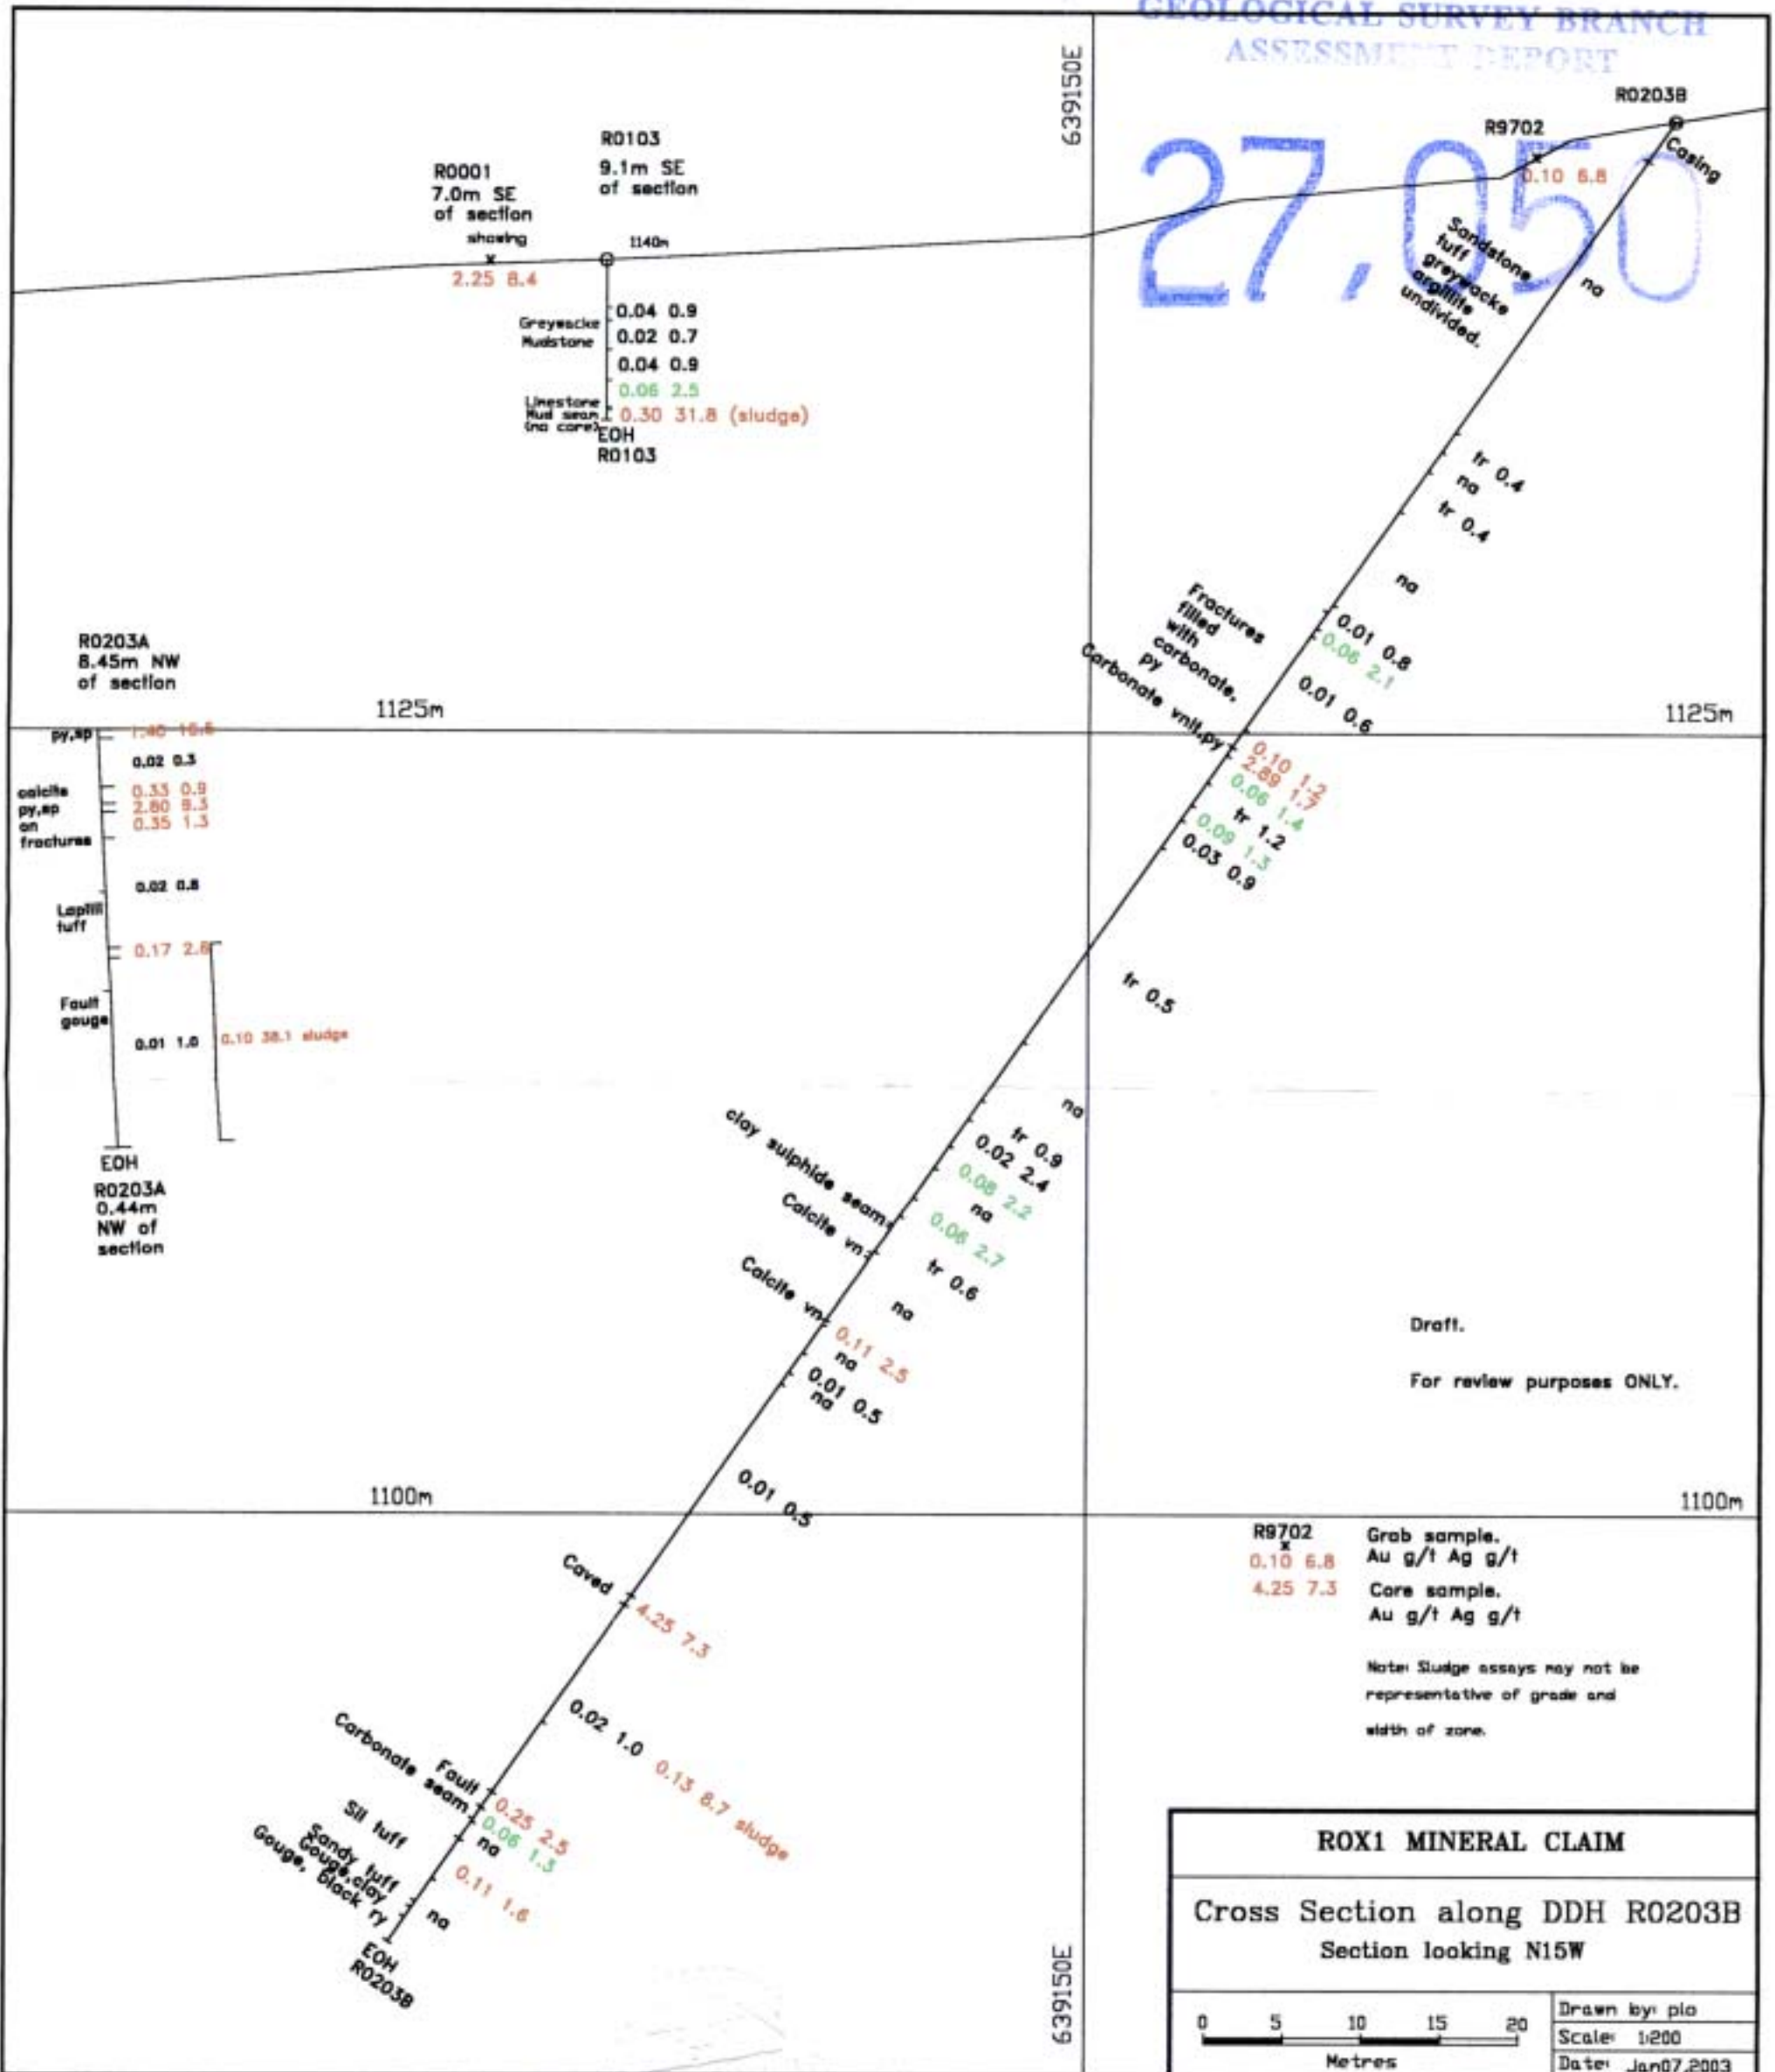 GEOLOGICAL SURVEY BRANCH
ASSESSMENT REPORT
27,050
639150E
R0203B
R9702
0.10 6.8
Casing
R0103
9.1m SE
of section
R0001
7.0m SE
of section
showing
2.25 8.4
1140m
Greywacke
Mudstone
0.04 0.9
0.02 0.7
0.04 0.9
0.06 2.5
Limestone
Mud seam
(no core)
0.30 31.8 (sludge)
EOH
R0103
Sandstone
tuff
greywacke
argillite
undivided.
na
tr 0.4
na
tr 0.4
na
0.01 0.8
0.06 2.1
0.01 0.6
Fractures
filled
with
carbonate,
py
Carbonate vnlt,py
R0203A
8.45m NW
of section
1125m
1125m
py,sp
0.02 0.3
calcite
py,sp
on
fractures
0.33 0.9
2.80 9.3
0.35 1.3
0.02 0.8
Lapilli
tuff
0.17 2.8
Fault
gouge
0.01 1.0
0.10 38.1 sludge
EOH
R0203A
0.44m
NW of
section
0.10 1.2
2.89 1.7
0.06 1.4
tr 1.2
0.09 1.3
0.03 0.9
tr 0.5
na
tr 0.9
0.02 2.4
0.08 2.2
na
0.06 2.7
tr 0.6
na
clay sulphide seam
Calcite vn
Calcite vn
0.11 2.5
na
0.01 0.5
na
0.01 0.5
Draft.
For review purposes ONLY.
1100m
1100m
Caved
4.25 7.3
0.02 1.0
0.13 8.7 sludge
Fault
Carbonate seam
0.25 2.5
0.06 1.3
na
Sil tuff
Sandy tuff
Gouge,clay
Gouge, black ry
0.11 1.6
na
EOH
R0203B
R9702
x
0.10 6.8
Grab sample.
Au g/t Ag g/t
4.25 7.3
Core sample.
Au g/t Ag g/t
Note: Sludge assays may not be
representative of grade and
width of zone.
639150E
ROX1 MINERAL CLAIM
Cross Section along DDH R0203B
Section looking N15W
0 5 10 15 20
Metres
Drawn by: plo
Scale: 1:200
Date: Jan07,2003